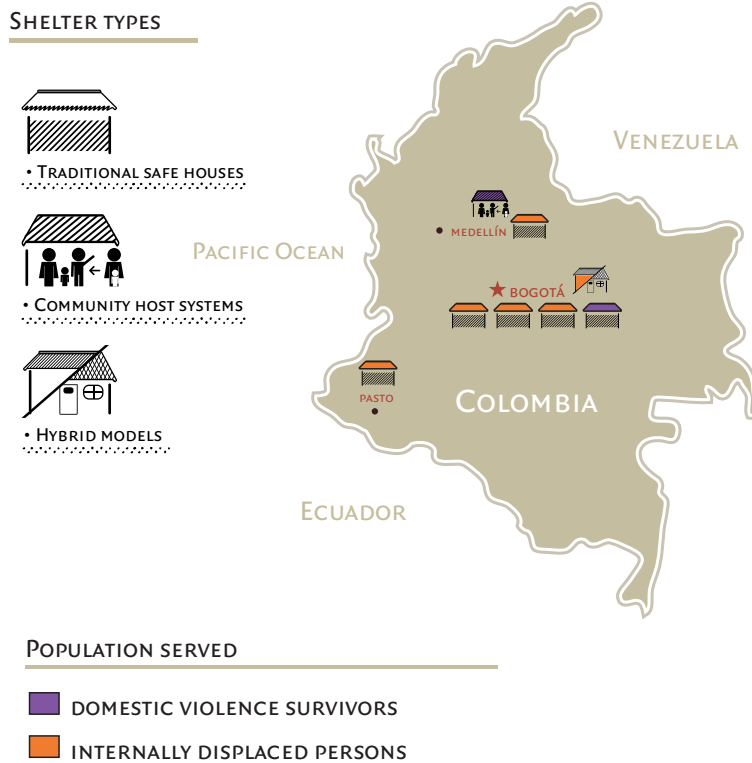 Shelter types
• Traditional safe houses
• Community host systems
• Hybrid models
Venezuela
Pacific Ocean
• medellín
bogotá
pasto
Colombia
Ecuador
Population served
domestic violence survivors
internally displaced persons